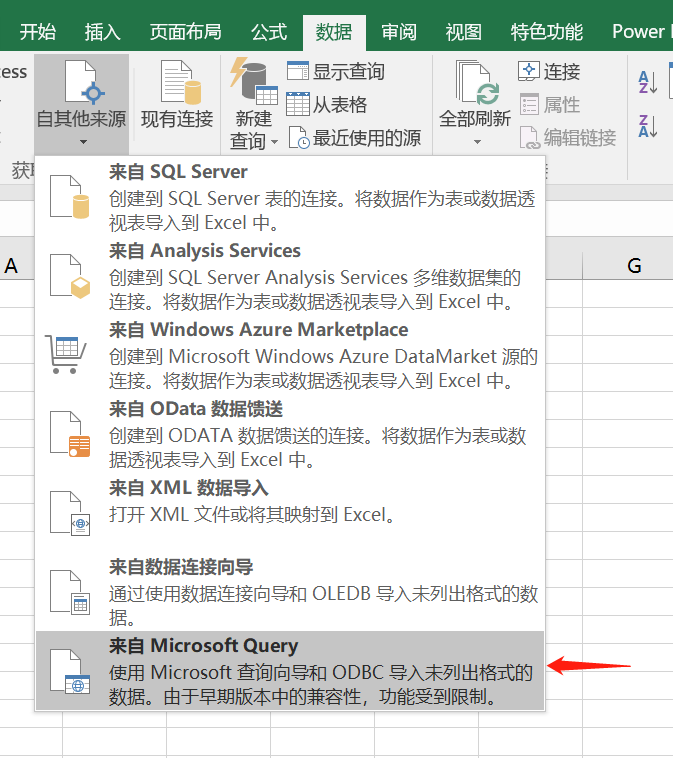 开始 插入 页面布局 公式 数据 审阅 视图 特色功能 Power
cess 自其他来源 现有连接 新建 查询 显示查询 从表格 最近使用的源 全部刷新 连接 属性 编辑链接
来自 SQL Server
创建到 SQL Server 表的连接。将数据作为表或数据透
视表导入到 Excel 中。
来自 Analysis Services
创建到 SQL Server Analysis Services 多维数据集的
连接。将数据作为表或数据透视表导入到 Excel 中。
A G
来自 Windows Azure Marketplace
创建到 Microsoft Windows Azure DataMarket 源的
连接。将数据作为表或数据透视表导入到 Excel 中。
来自 OData 数据馈送
创建到 ODATA 数据馈送的连接。将数据作为表或数
据透视表导入到 Excel 中。
来自 XML 数据导入
打开 XML 文件或将其映射到 Excel。
来自数据连接向导
通过使用数据连接向导和 OLEDB 导入未列出格式的数
据。
来自 Microsoft Query
使用 Microsoft 查询向导和 ODBC 导入未列出格式的
数据。由于早期版本中的兼容性，功能受到限制。